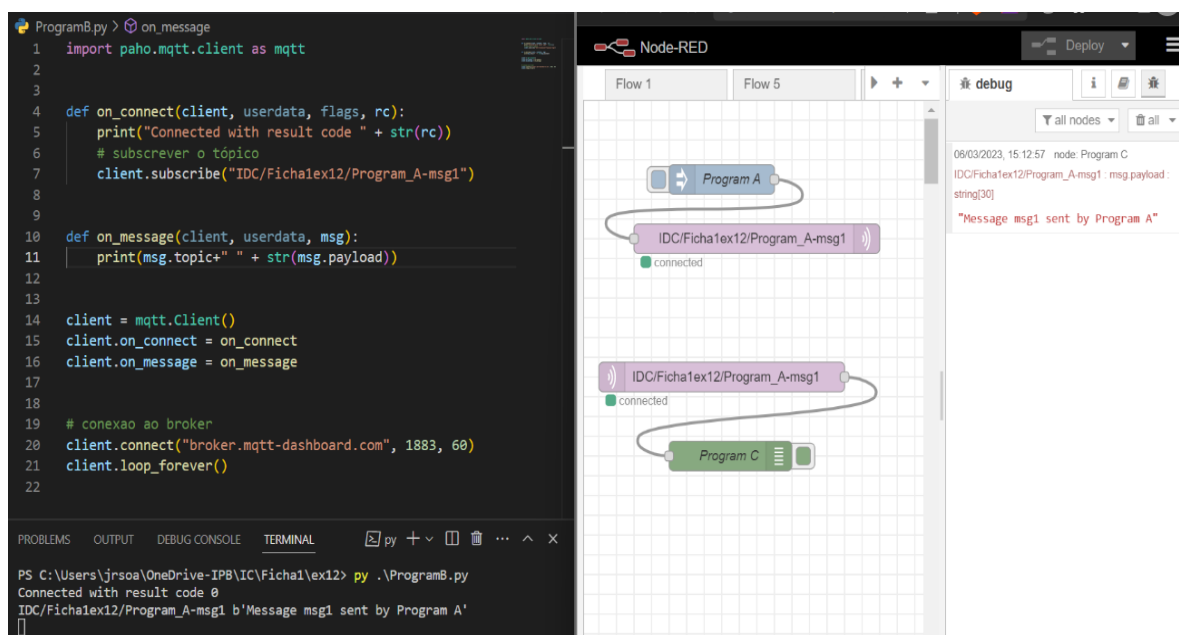 ProgramB.py > on_message
1 import paho.mqtt.client as mqtt
2
3
4 def on_connect(client, userdata, flags, rc):
5 print("Connected with result code " + str(rc))
6 # subscrever o tópico
7 client.subscribe("IDC/Ficha1ex12/Program_A-msg1")
8
9
10 def on_message(client, userdata, msg):
11 print(msg.topic+" " + str(msg.payload))
12
13
14 client = mqtt.Client()
15 client.on_connect = on_connect
16 client.on_message = on_message
17
18
19 # conexao ao broker
20 client.connect("broker.mqtt-dashboard.com", 1883, 60)
21 client.loop_forever()
22
PROBLEMS OUTPUT DEBUG CONSOLE TERMINAL py
PS C:\Users\jrsoa\OneDrive-IPB\IC\Ficha1\ex12> py .\ProgramB.py
Connected with result code 0
IDC/Ficha1ex12/Program_A-msg1 b'Message msg1 sent by Program A'
Node-RED
Deploy
Flow 1
Flow 5
Program A
IDC/Ficha1ex12/Program_A-msg1
connected
IDC/Ficha1ex12/Program_A-msg1
connected
Program C
debug
i
all nodes
all
06/03/2023, 15:12:57 node: Program C
IDC/Ficha1ex12/Program_A-msg1 : msg.payload :
string[30]
"Message msg1 sent by Program A"